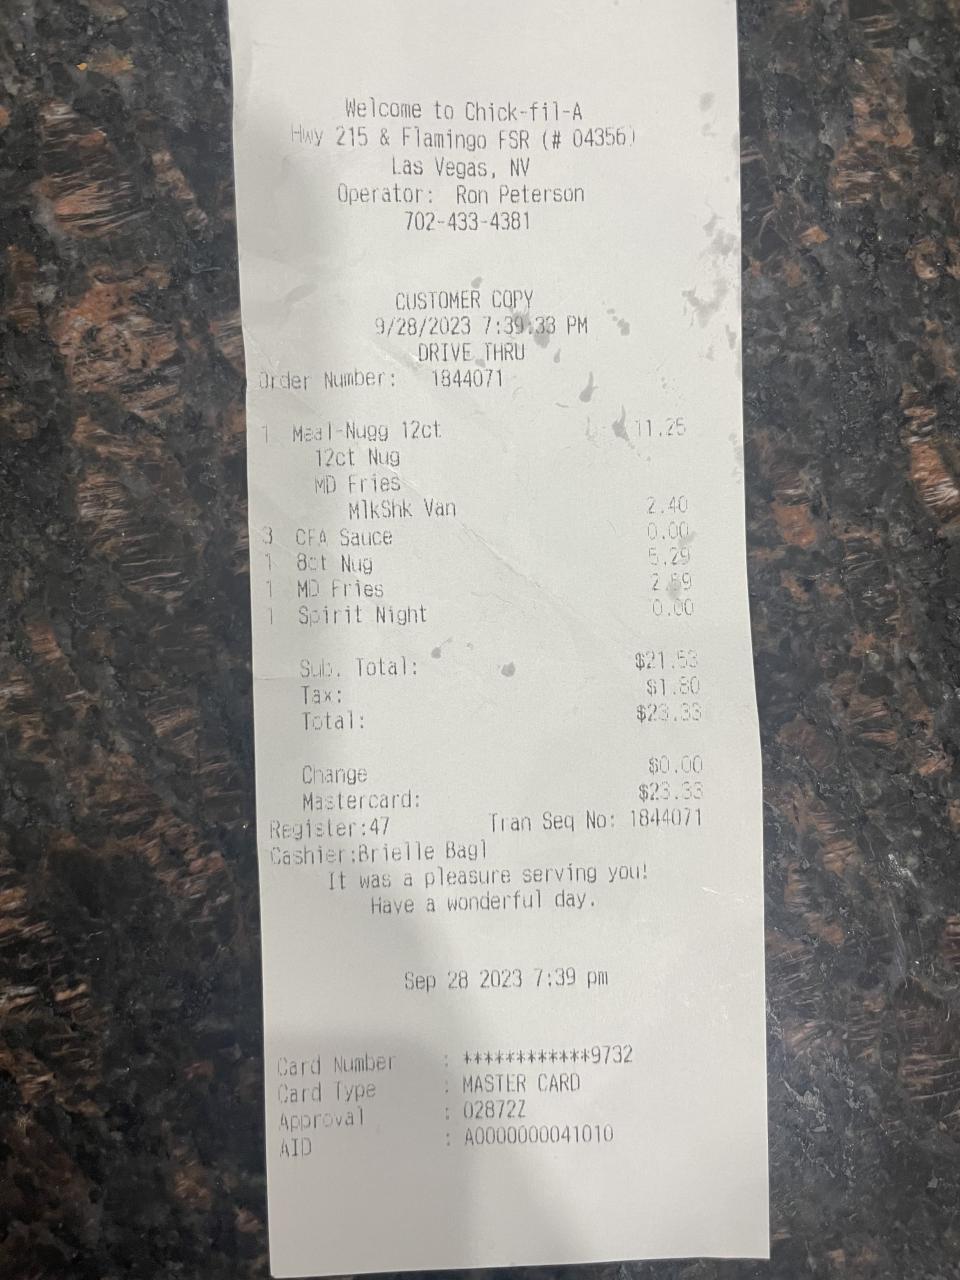 Welcome to Chick-fil-A
Hwy 215 & Flamingo FSR (# 04356)
Las Vegas, NV
Operator: Ron Peterson
702-433-4381
CUSTOMER COPY
9/28/2023 7:39:33 PM
DRIVE THRU
Order Number: 1844071
1 Meal-Nugg 12ct 11.25
12ct Nug
MD Fries
MlkShk Van 2.40
3 CFA Sauce 0.00
1 8ct Nug 5.29
1 MD Fries 2.59
1 Spirit Night 0.00
Sub. Total: $21.53
Tax: $1.80
Total: $23.33
Change $0.00
Mastercard: $23.33
Register:47 Tran Seq No: 1844071
Cashier:Brielle Bagl
It was a pleasure serving you!
Have a wonderful day.
Sep 28 2023 7:39 pm
Card Number : ************9732
Card Type : MASTER CARD
Approval : 02872Z
AID : A0000000041010